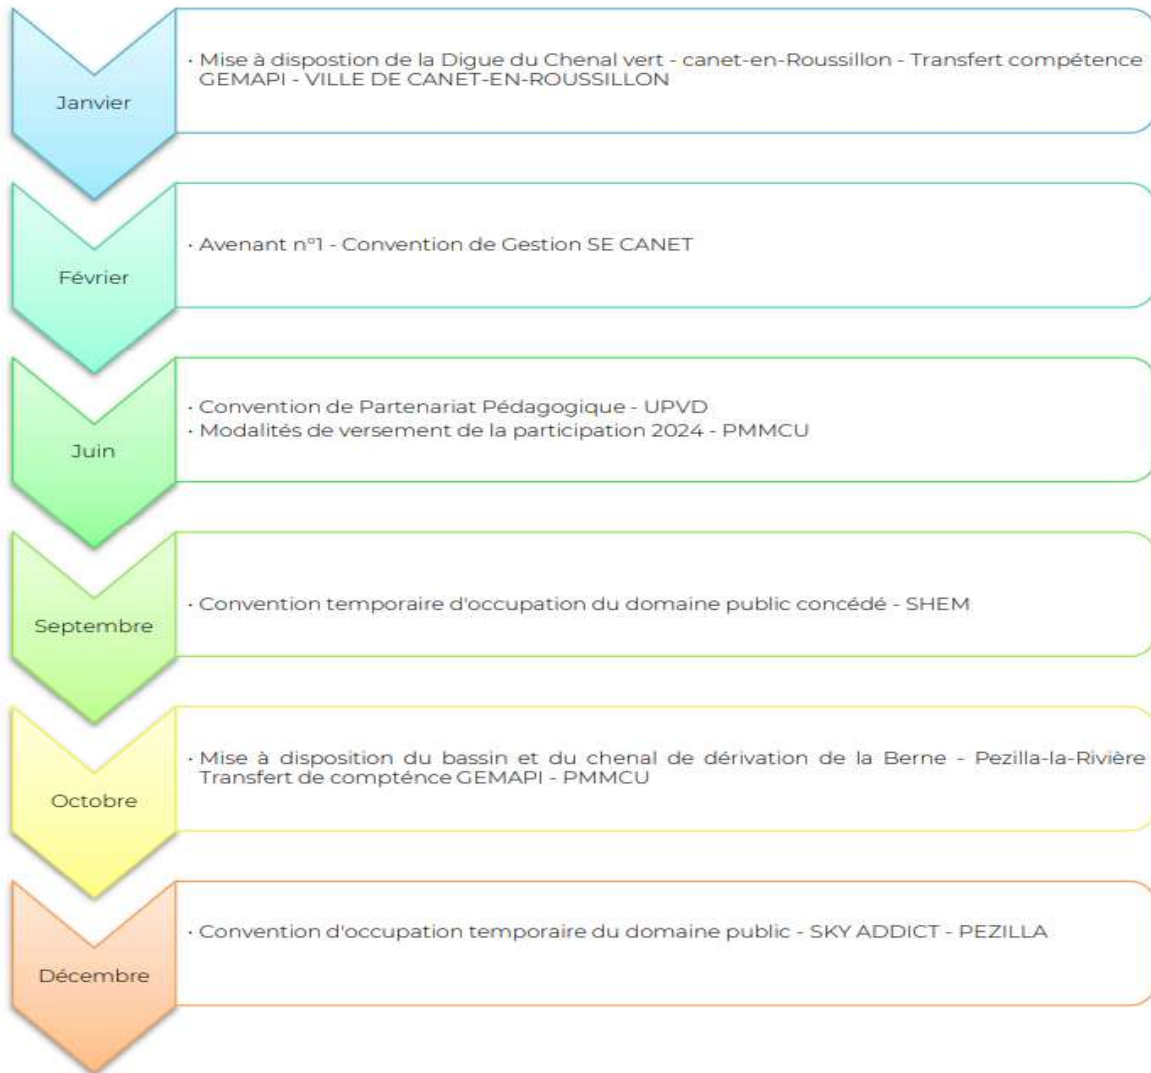 Janvier
· Mise à dispostion de la Digue du Chenal vert - canet-en-Roussillon - Transfert compétence
GEMAPI - VILLE DE CANET-EN-ROUSSILLON
Février
· Avenant n°1 - Convention de Gestion SE CANET
Juin
· Convention de Partenariat Pédagogique - UPVD
· Modalités de versement de la participation 2024 - PMMCU
Septembre
· Convention temporaire d'occupation du domaine public concédé - SHEM
Octobre
· Mise à disposition du bassin et du chenal de dérivation de la Berne - Pezilla-la-Rivière
Transfert de compténce GEMAPI - PMMCU
Décembre
· Convention d'occupation temporaire du domaine public - SKY ADDICT - PEZILLA